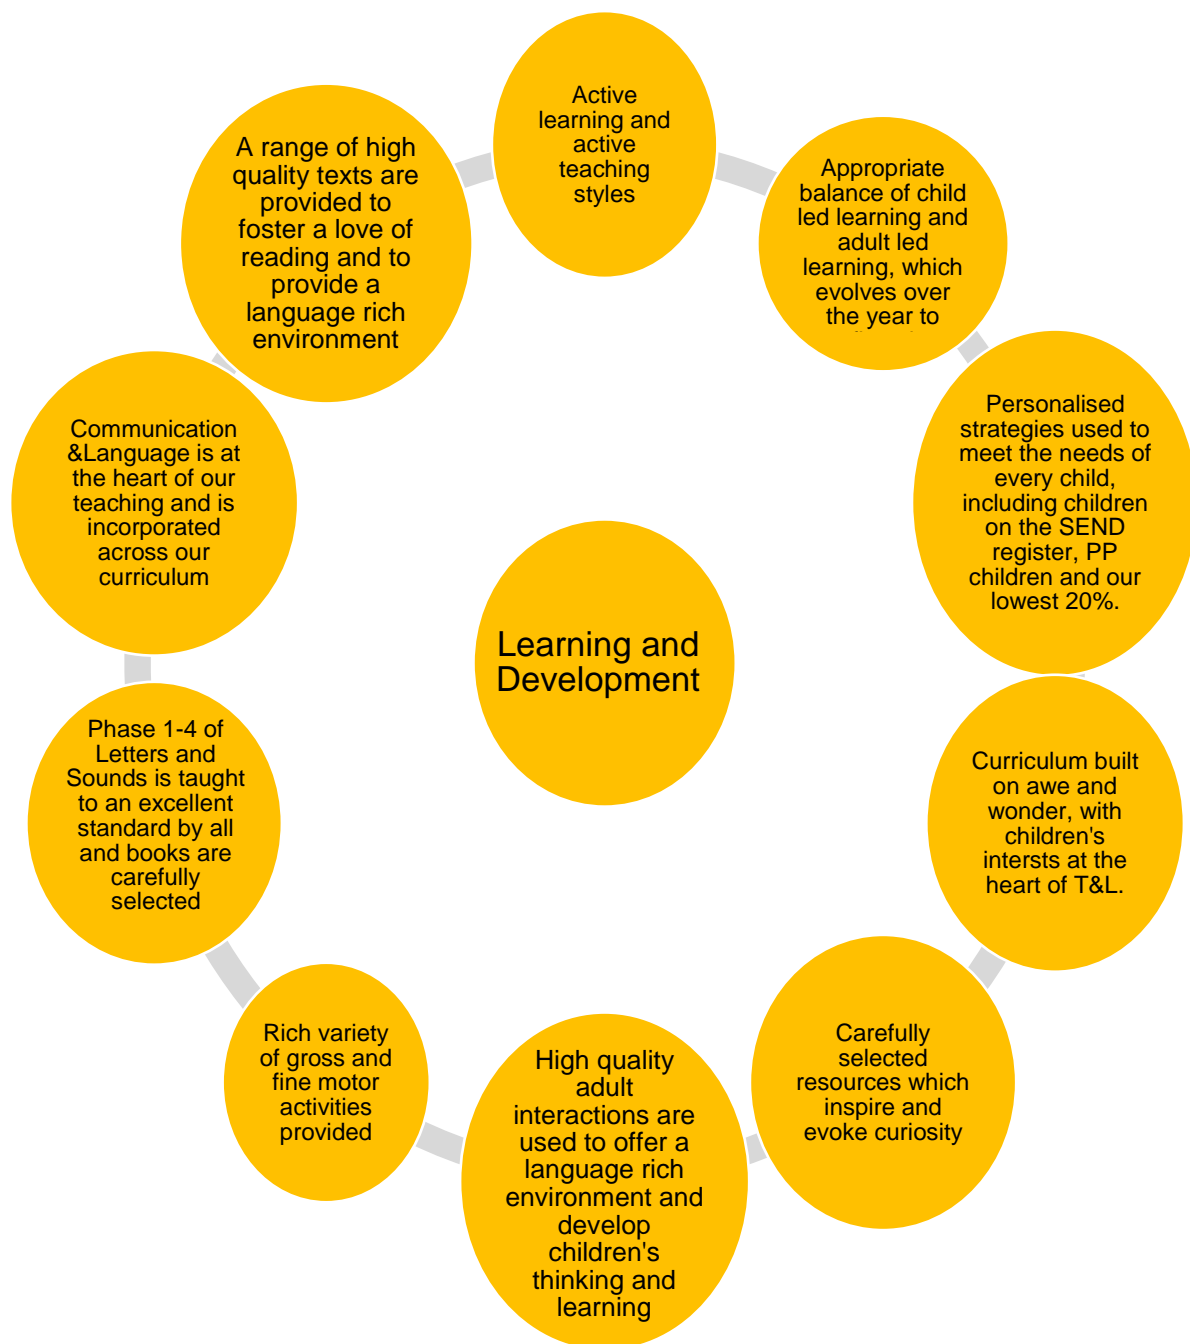 Active
learning and
active
teaching
styles
Appropriate
balance of child
led learning and
adult led
learning, which
evolves over
the year to
Personalised
strategies used to
meet the needs of
every child,
including children
on the SEND
register, PP
children and our
lowest 20%.
Curriculum built
on awe and
wonder, with
children's
intersts at the
heart of T&L.
Carefully
selected
resources which
inspire and
evoke curiosity
High quality
adult
interactions are
used to offer a
language rich
environment and
develop
children's
thinking and
learning
Rich variety
of gross and
fine motor
activities
provided
Phase 1-4 of
Letters and
Sounds is taught
to an excellent
standard by all
and books are
carefully
selected
Communication
&Language is at
the heart of our
teaching and is
incorporated
across our
curriculum
A range of high
quality texts are
provided to
foster a love of
reading and to
provide a
language rich
environment
Learning and
Development